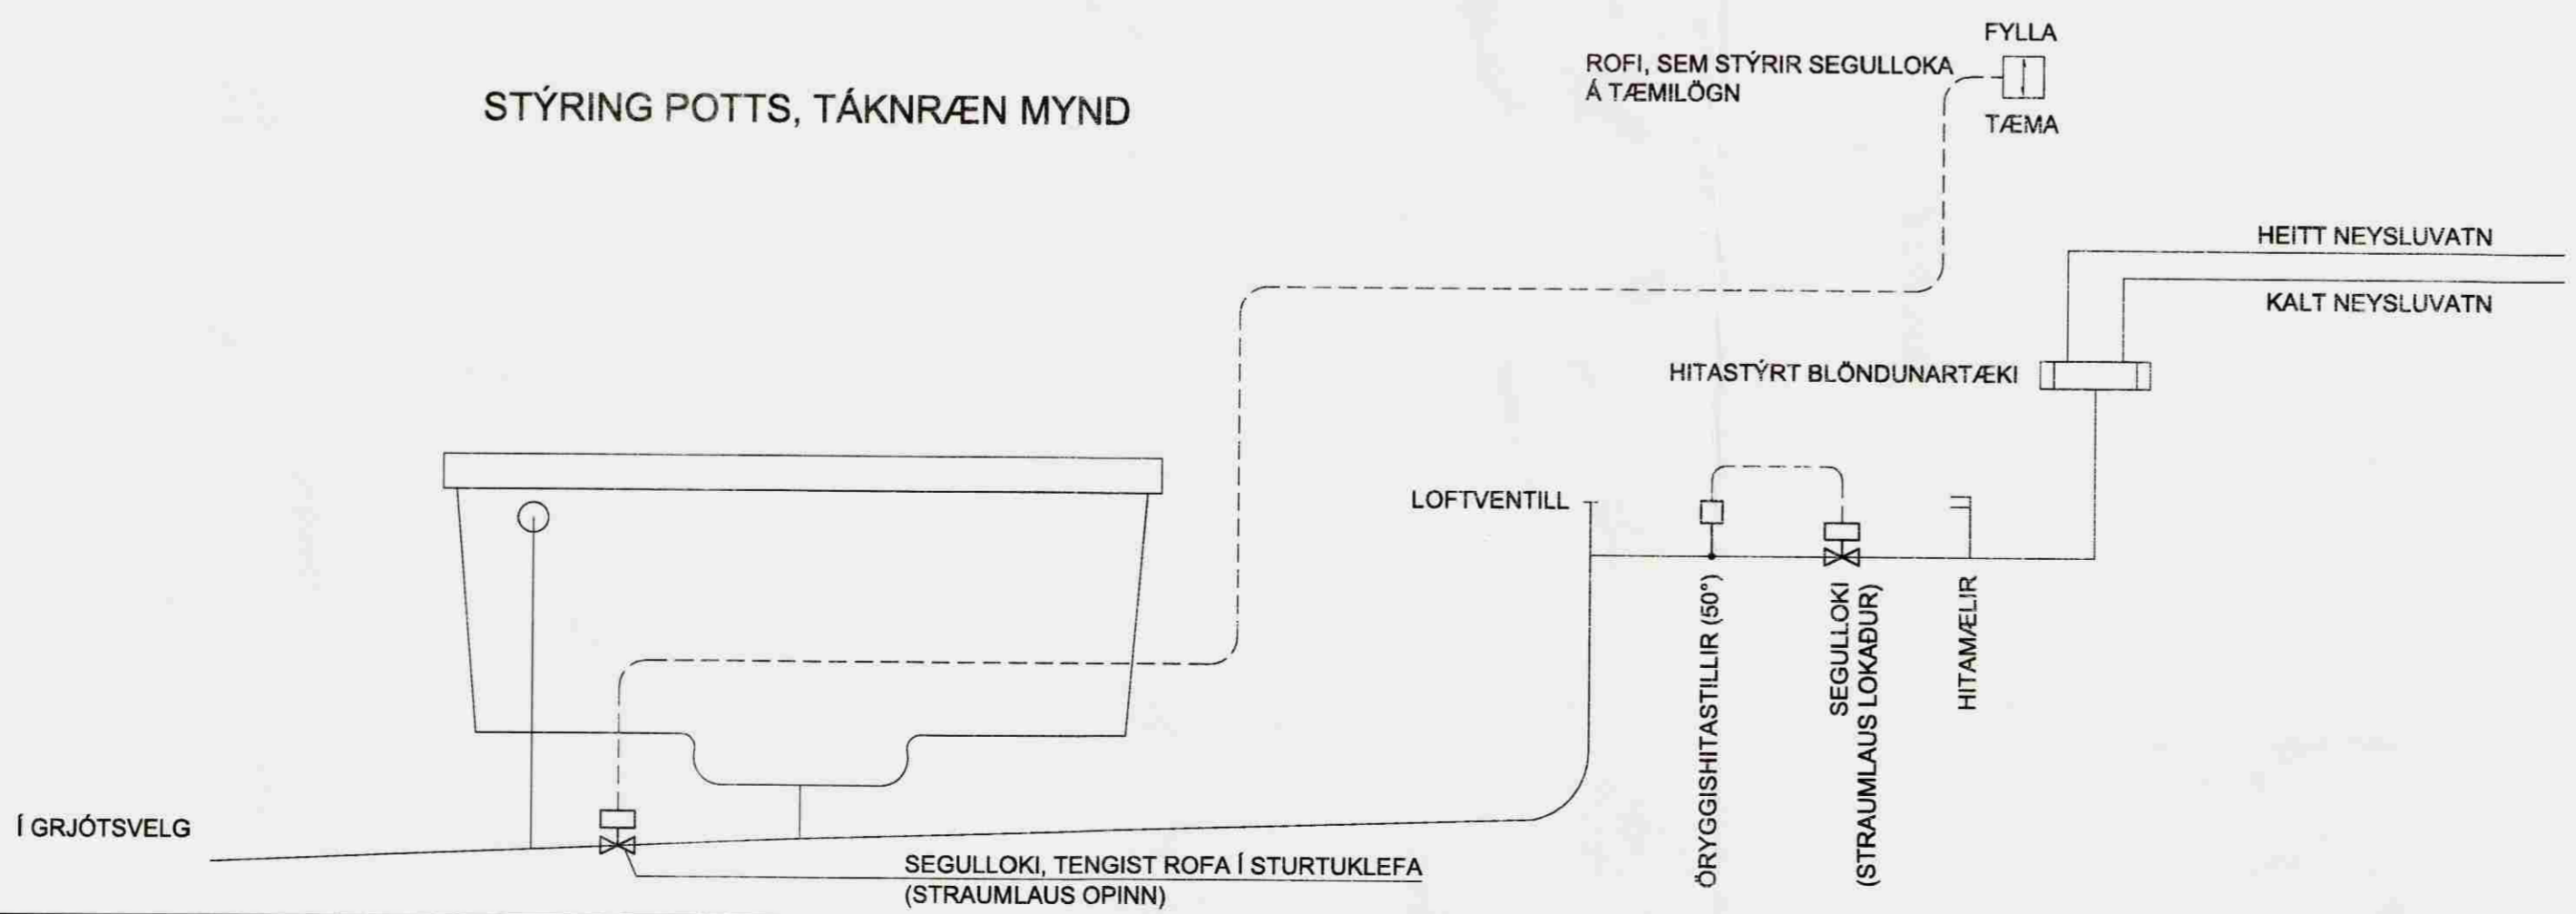 STÝRING POTTS, TÁKNRÆN MYND
ROFI, SEM STÝRIR SEGULLOKA
Á TÆMILÖGN
FYLLA
TÆMA
HEITT NEYSLUVATN
KALT NEYSLUVATN
HITASTÝRT BLÖNDUNARTÆKI
LOFTVENTILL
ÖRYGGISHITASTILLIR (50°)
SEGULLOKI
(STRAUMLAUS LOKAÐUR)
HITAMÆLIR
Í GRJÓTSVELG
SEGULLOKI, TENGIST ROFA Í STURTUKLEFA
(STRAUMLAUS OPINN)